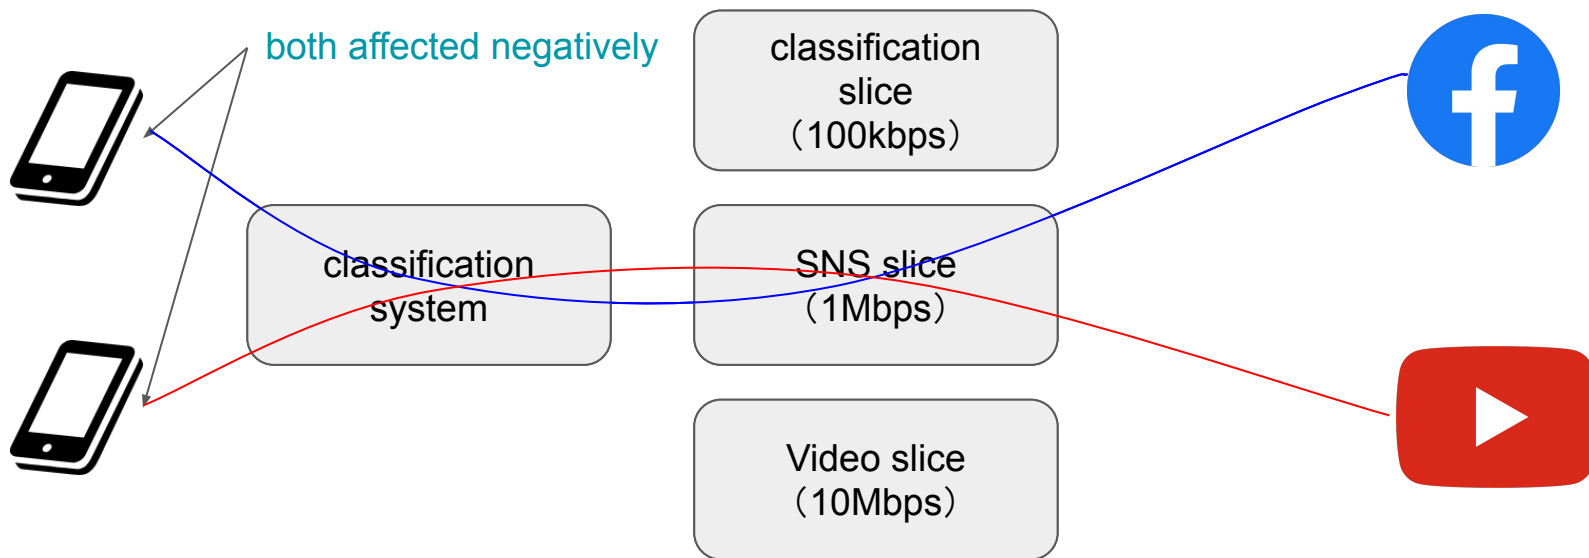 both affected negatively
classification
slice
（100kbps）
classification
system
SNS slice
（1Mbps）
Video slice
（10Mbps）